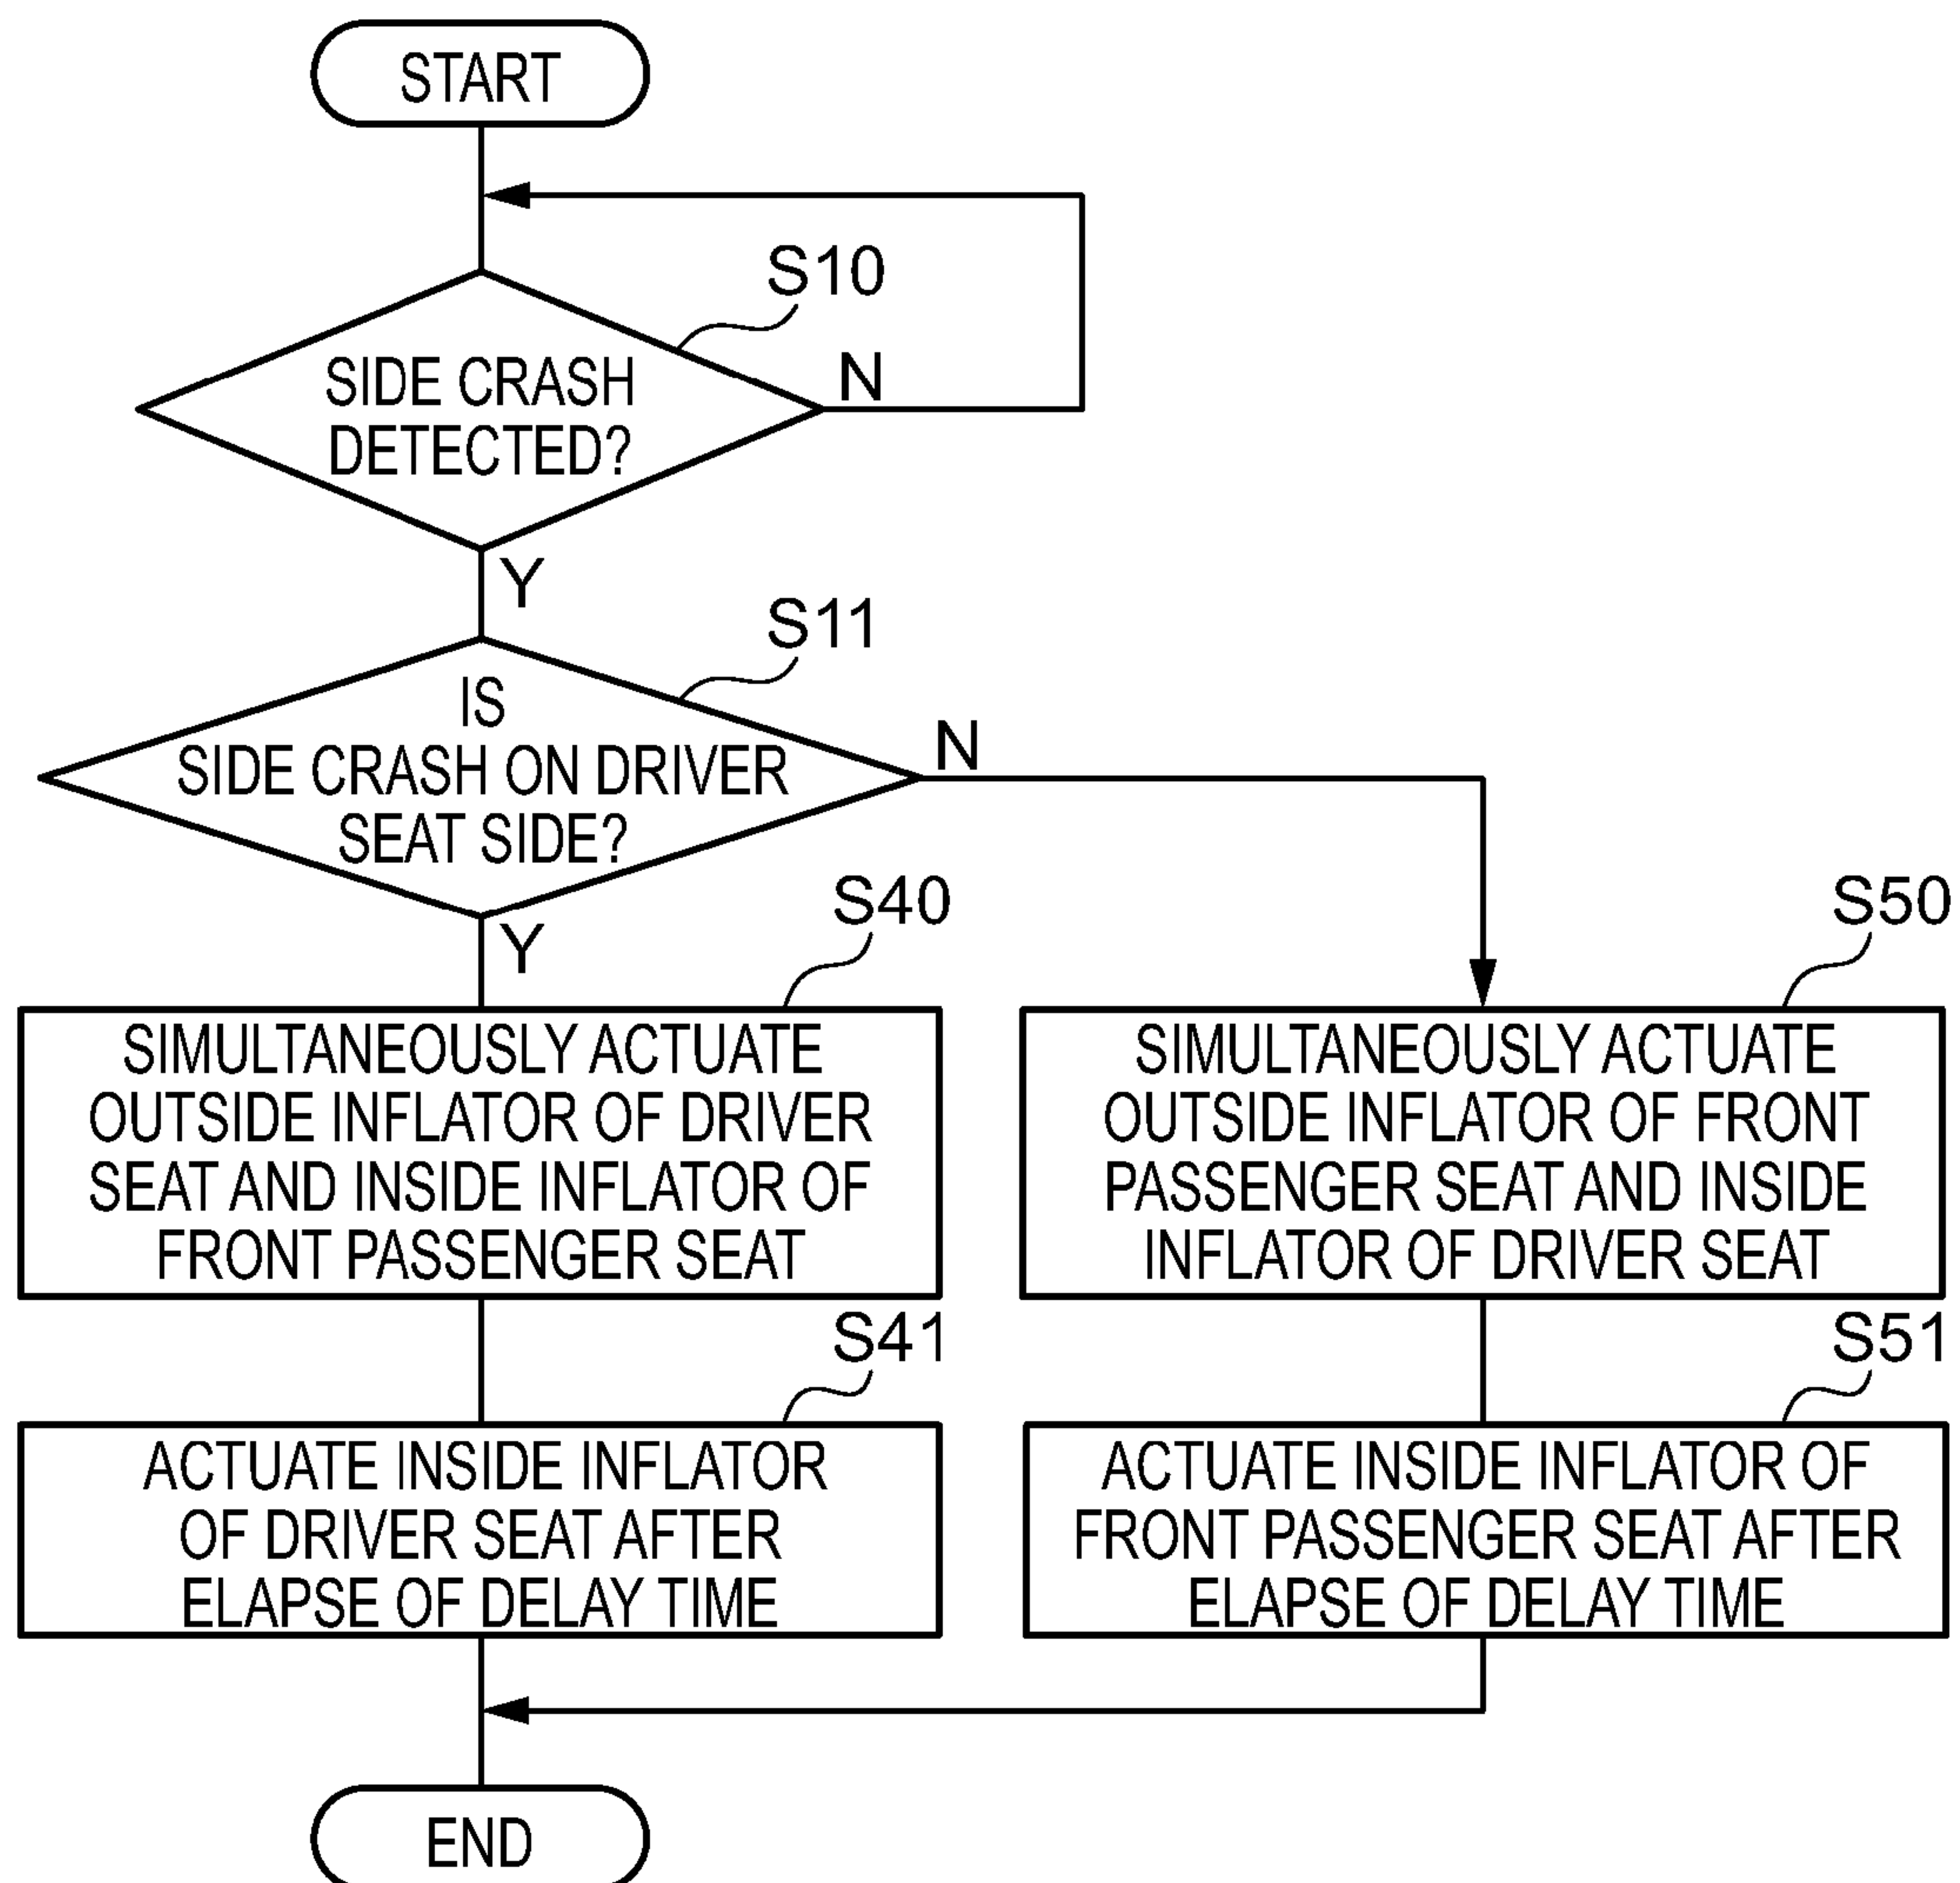 START
S10
SIDE CRASH
DETECTED?
N
Y
S11
IS
SIDE CRASH ON DRIVER
SEAT SIDE?
N
Y
S40
SIMULTANEOUSLY ACTUATE
OUTSIDE INFLATOR OF DRIVER
SEAT AND INSIDE INFLATOR OF
FRONT PASSENGER SEAT
S50
SIMULTANEOUSLY ACTUATE
OUTSIDE INFLATOR OF FRONT
PASSENGER SEAT AND INSIDE
INFLATOR OF DRIVER SEAT
S41
ACTUATE INSIDE INFLATOR
OF DRIVER SEAT AFTER
ELAPSE OF DELAY TIME
S51
ACTUATE INSIDE INFLATOR OF
FRONT PASSENGER SEAT AFTER
ELAPSE OF DELAY TIME
END